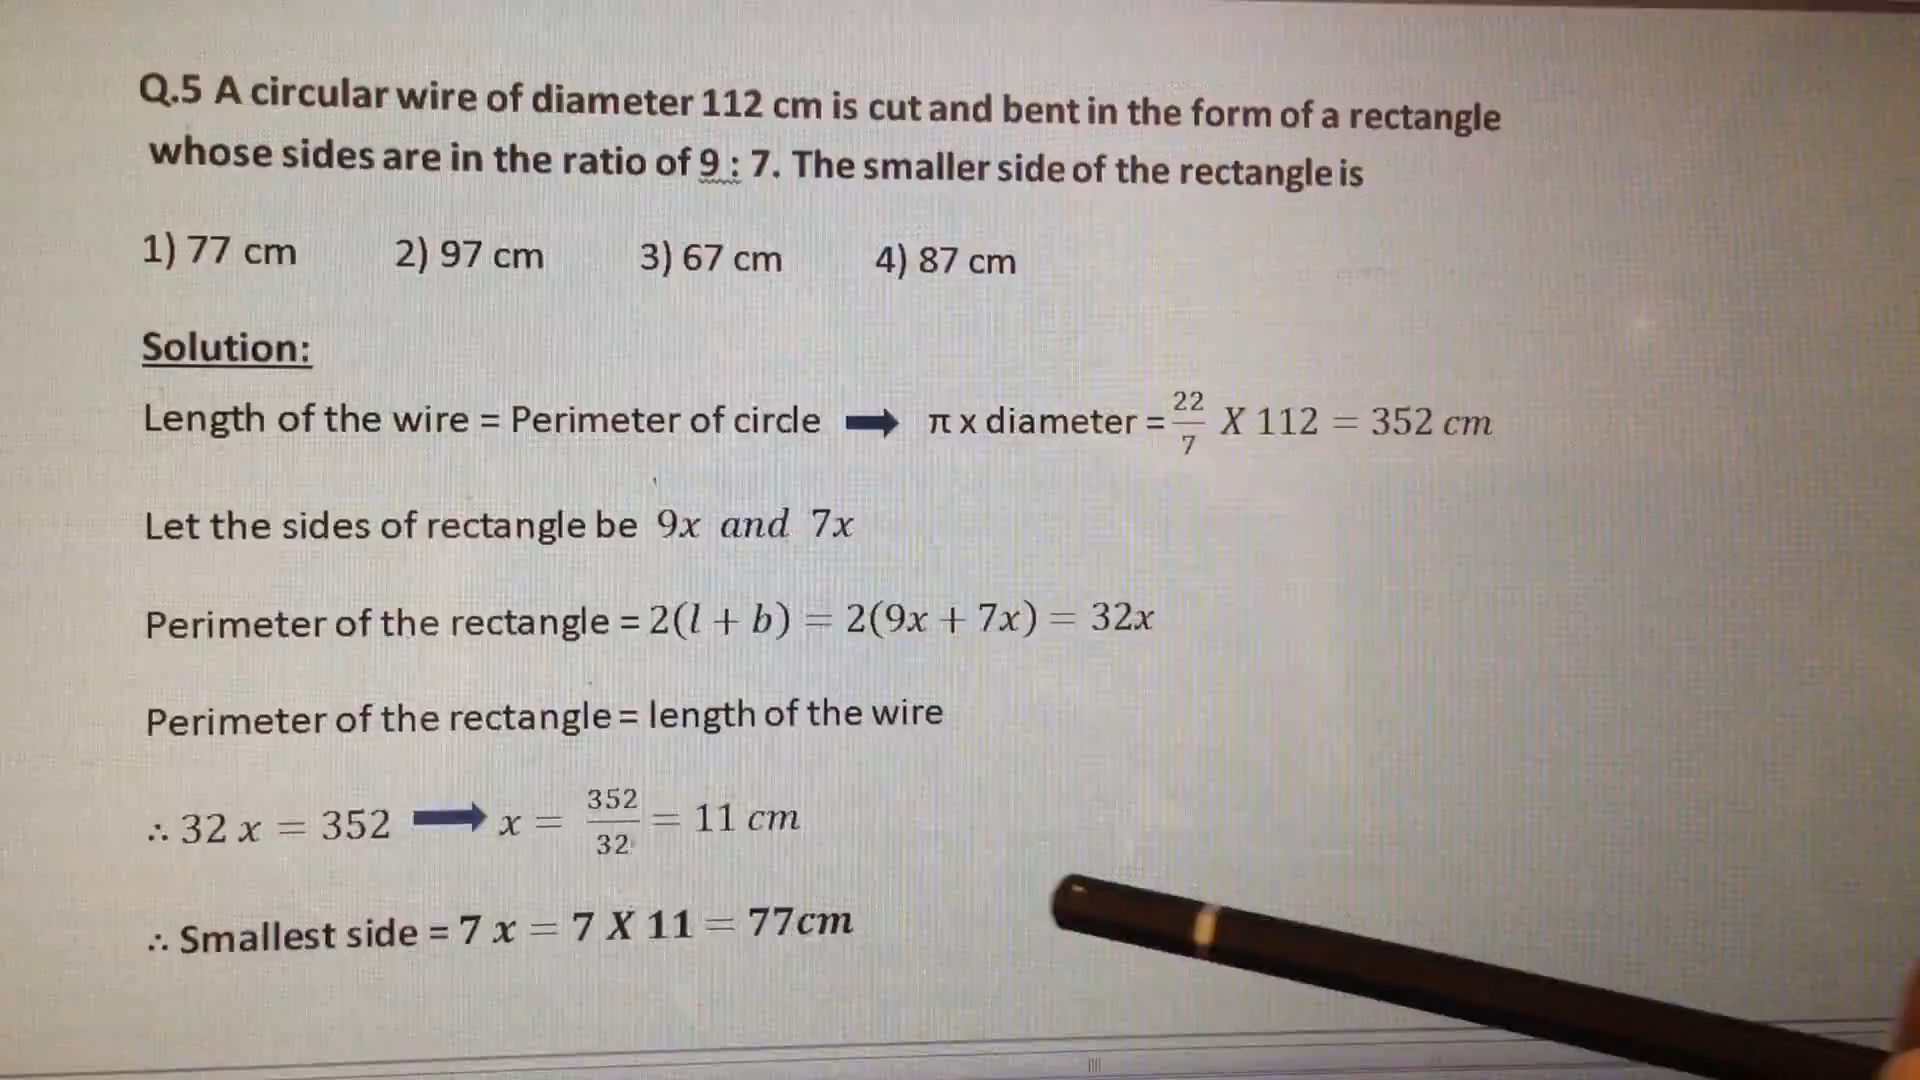 Q.5 A circular wire of diameter 112 cm is cut and bent in the form of a rectangle
whose sides are in the ratio of 9 : 7. The smaller side of the rectangle is
1) 77 cm 2) 97 cm 3) 67 cm 4) 87 cm
Solution:
Length of the wire = Perimeter of circle ➡ π x diameter = 22/7 X 112 = 352 cm
Let the sides of rectangle be 9x and 7x
Perimeter of the rectangle = 2(l + b) = 2(9x + 7x) = 32x
Perimeter of the rectangle = length of the wire
∴ 32 x = 352 ➡ x = 352/32 = 11 cm
∴ Smallest side = 7 x = 7 X 11 = 77cm